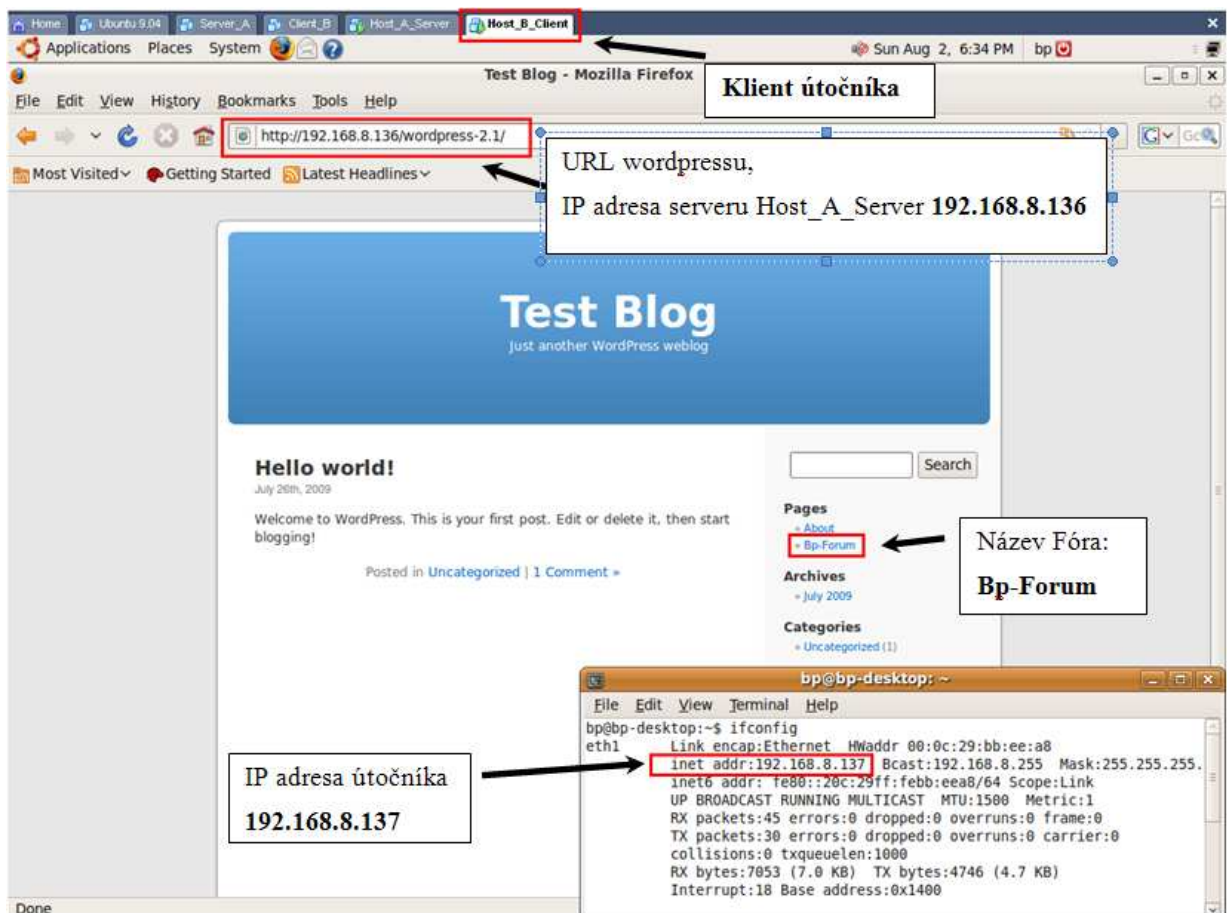 Home Ubuntu 9.04 Server_A Client_B Host_A_Server Host_B_Client
Applications Places System Sun Aug 2, 6:34 PM bp
Test Blog - Mozilla Firefox
Klient útočníka
File Edit View History Bookmarks Tools Help
http://192.168.8.136/wordpress-2.1/
Most Visited Getting Started Latest Headlines
URL wordpressu,
IP adresa serveru Host_A_Server 192.168.8.136
Test Blog
Just another WordPress weblog
Hello world!
July 26th, 2009
Welcome to WordPress. This is your first post. Edit or delete it, then start
blogging!
Posted in Uncategorized | 1 Comment »
Search
Pages
» About
» Bp-Forum
Archives
» July 2009
Categories
» Uncategorized (1)
Název Fóra:
Bp-Forum
bp@bp-desktop: ~
File Edit View Terminal Help
bp@bp-desktop:~$ ifconfig
eth1 Link encap:Ethernet HWaddr 00:0c:29:bb:ee:a8
inet addr:192.168.8.137 Bcast:192.168.8.255 Mask:255.255.255.
inet6 addr: fe80::20c:29ff:febb:eea8/64 Scope:Link
UP BROADCAST RUNNING MULTICAST MTU:1500 Metric:1
RX packets:45 errors:0 dropped:0 overruns:0 frame:0
TX packets:30 errors:0 dropped:0 overruns:0 carrier:0
collisions:0 txqueuelen:1000
RX bytes:7053 (7.0 KB) TX bytes:4746 (4.7 KB)
Interrupt:18 Base address:0x1400
IP adresa útočníka
192.168.8.137
Done